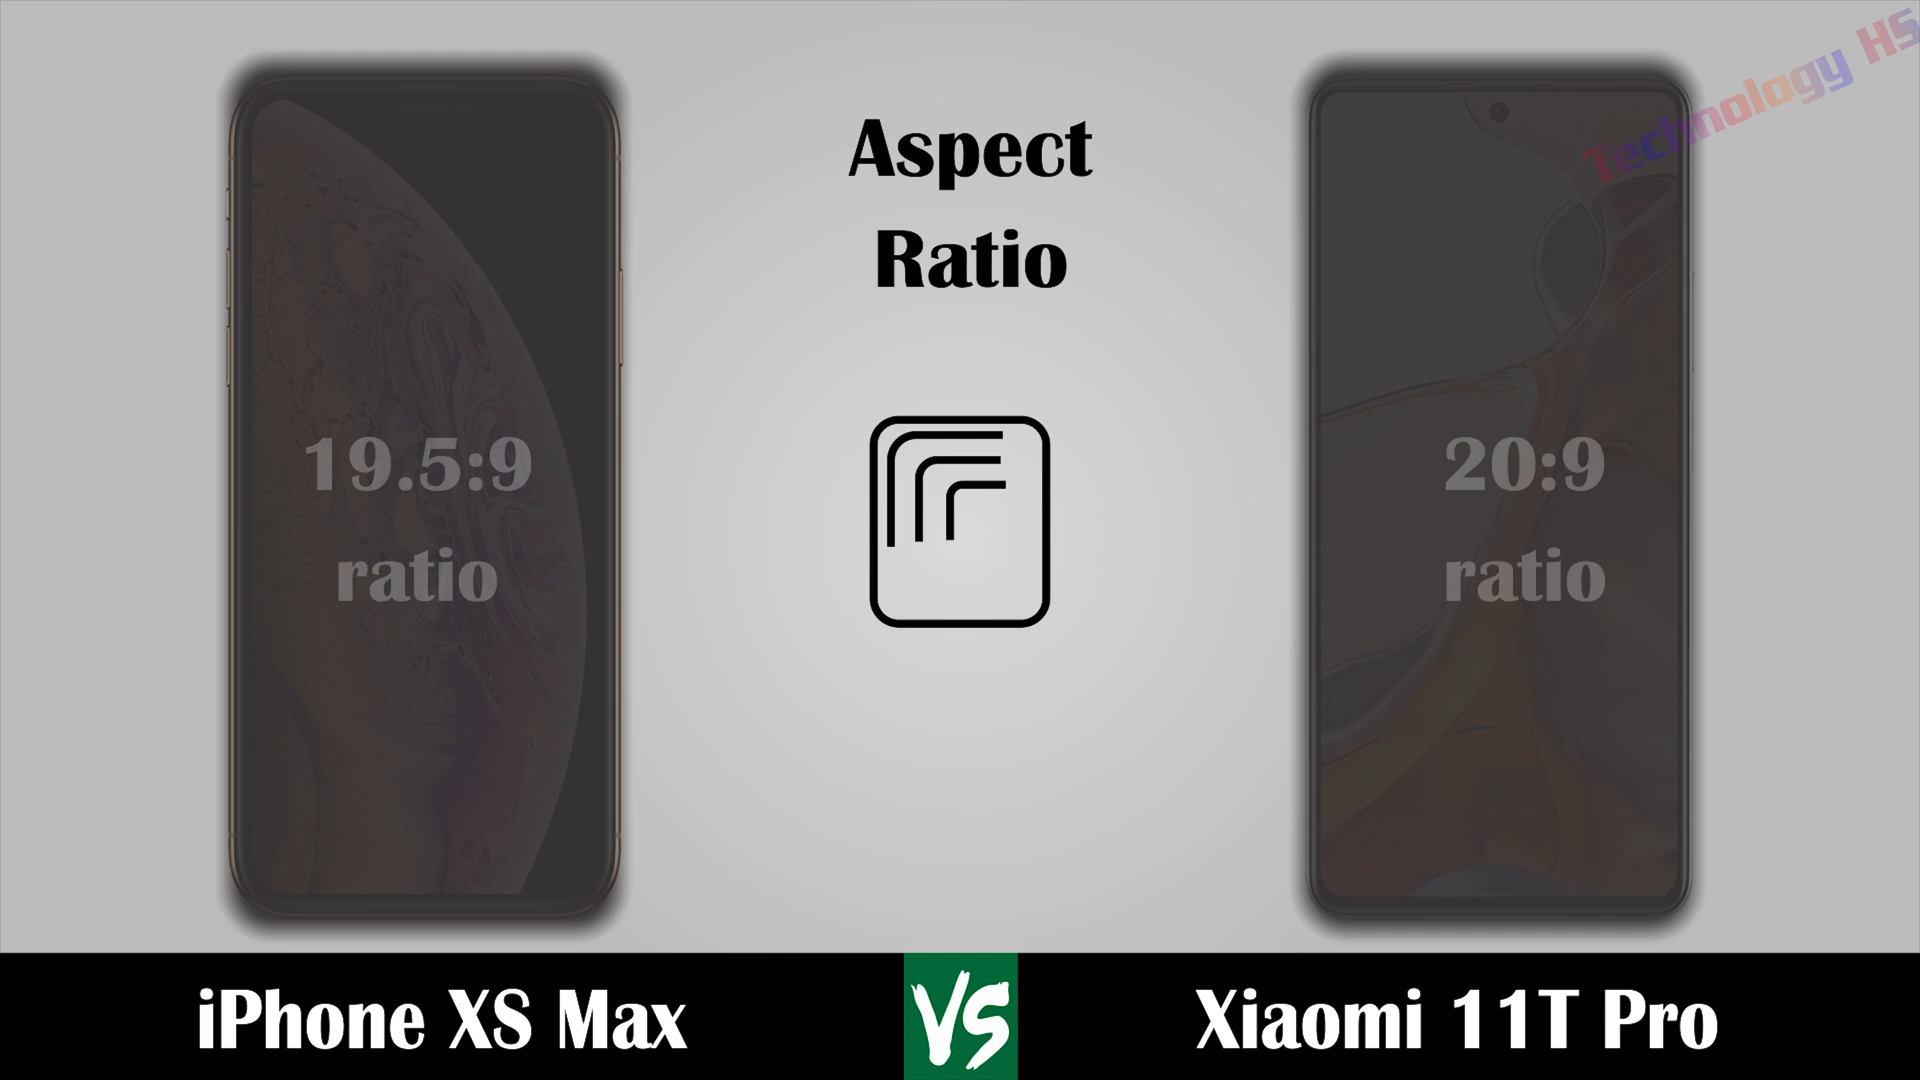 Technology HS
Aspect
Ratio
19.5:9
ratio
20:9
ratio
iPhone XS Max
VS
Xiaomi 11T Pro